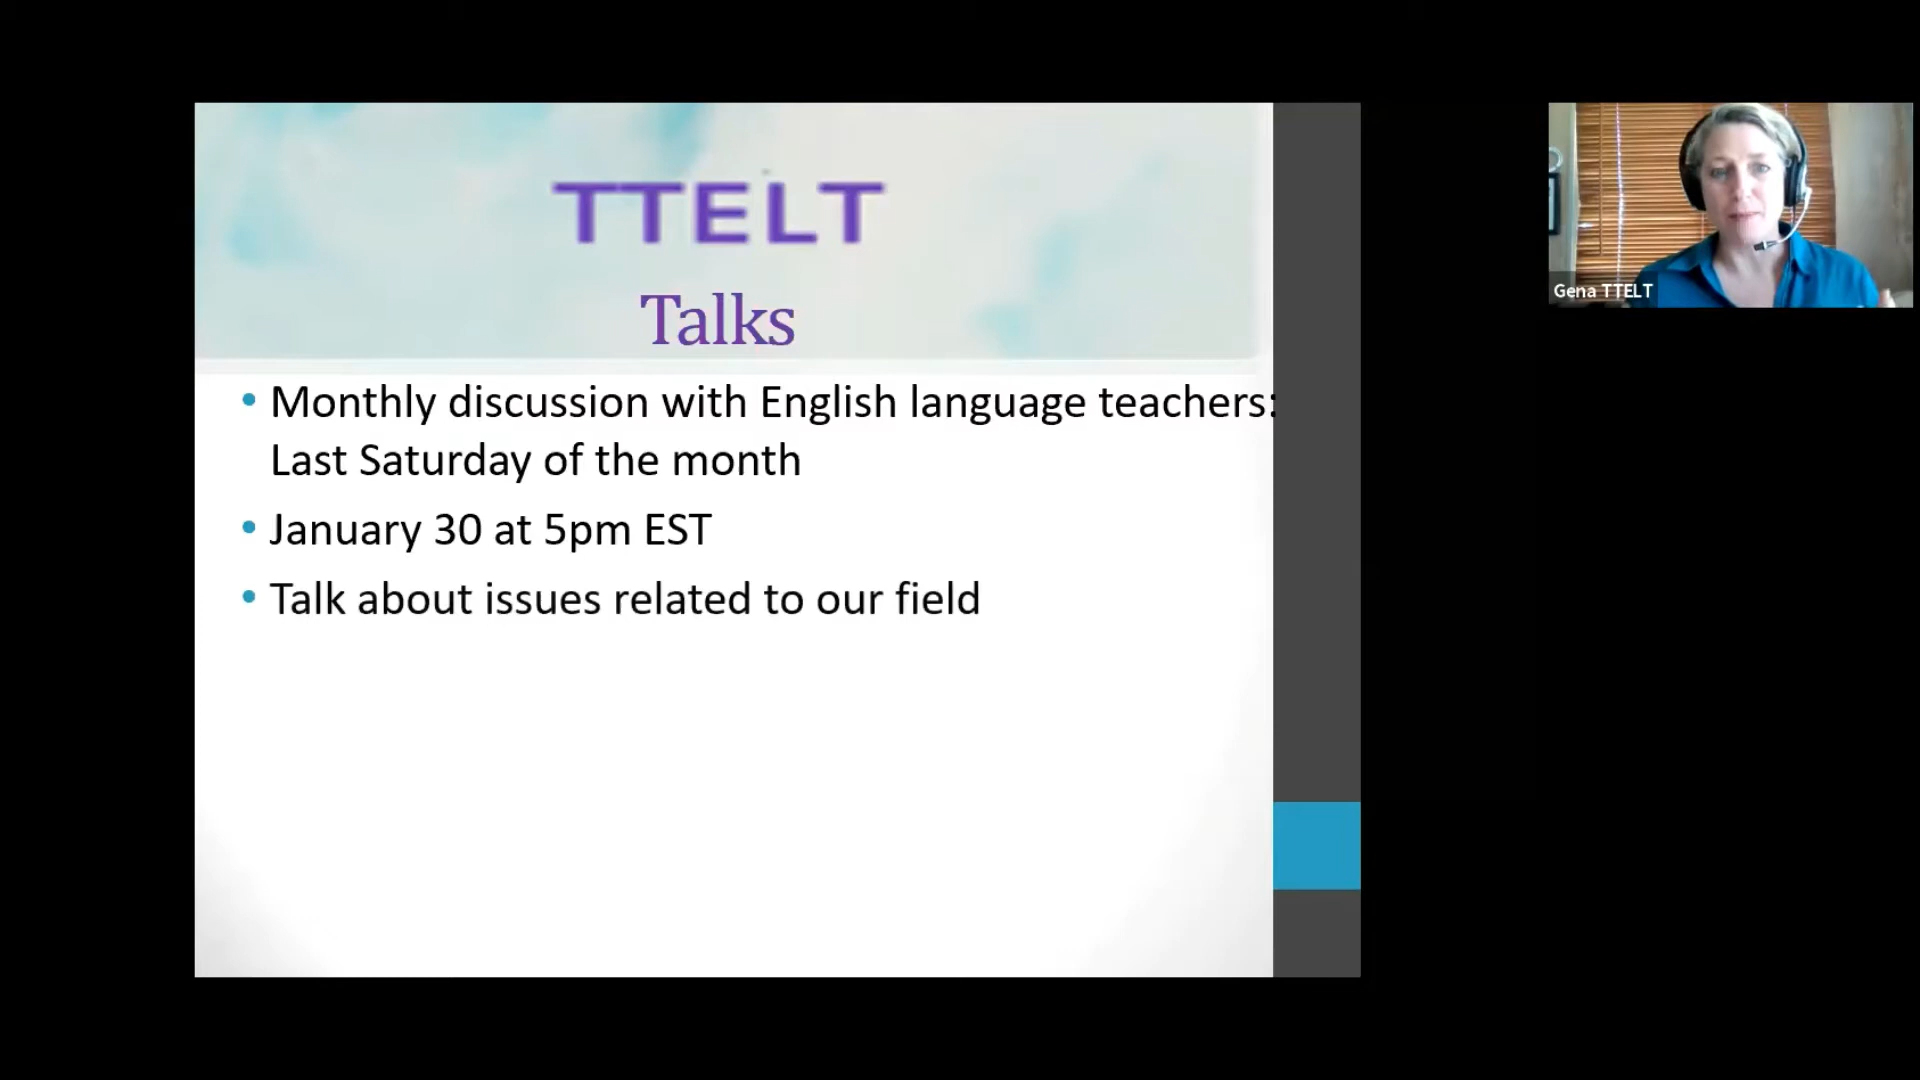 TTELT
Talks
• Monthly discussion with English language teachers:
Last Saturday of the month
• January 30 at 5pm EST
• Talk about issues related to our field
Gena TTELT